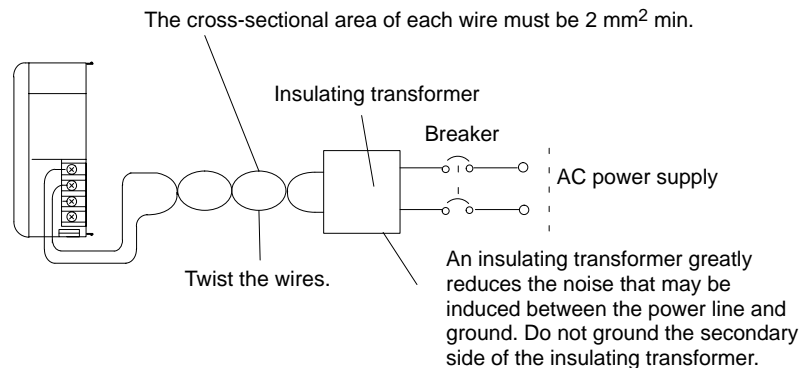 The cross-sectional area of each wire must be 2 mm² min.
Insulating transformer
Breaker
AC power supply
Twist the wires.
An insulating transformer greatly
reduces the noise that may be
induced between the power line and
ground. Do not ground the secondary
side of the insulating transformer.